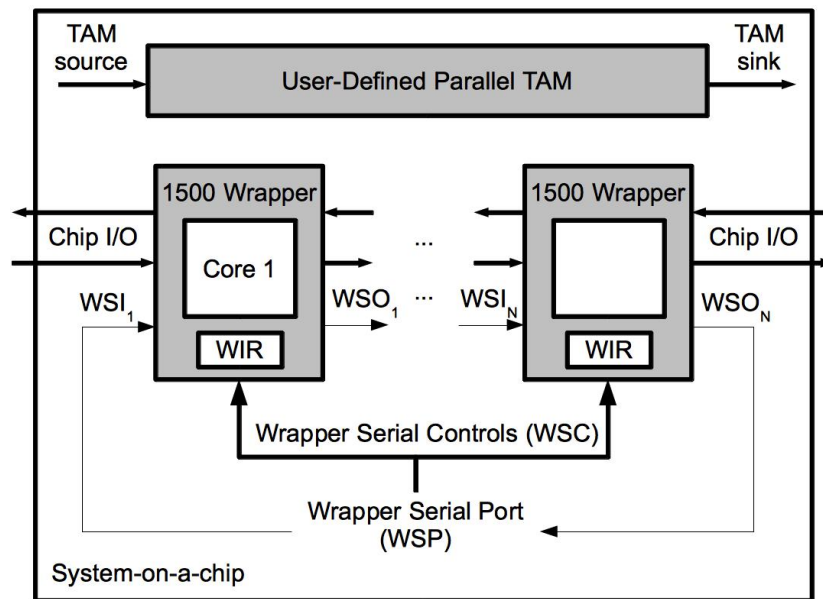 TAM
source
TAM
sink
User-Defined Parallel TAM
1500 Wrapper
1500 Wrapper
Chip I/O
Core 1
...
Chip I/O
WSI1
WSO1
...
WSIN
WSON
WIR
WIR
Wrapper Serial Controls (WSC)
Wrapper Serial Port
(WSP)
System-on-a-chip